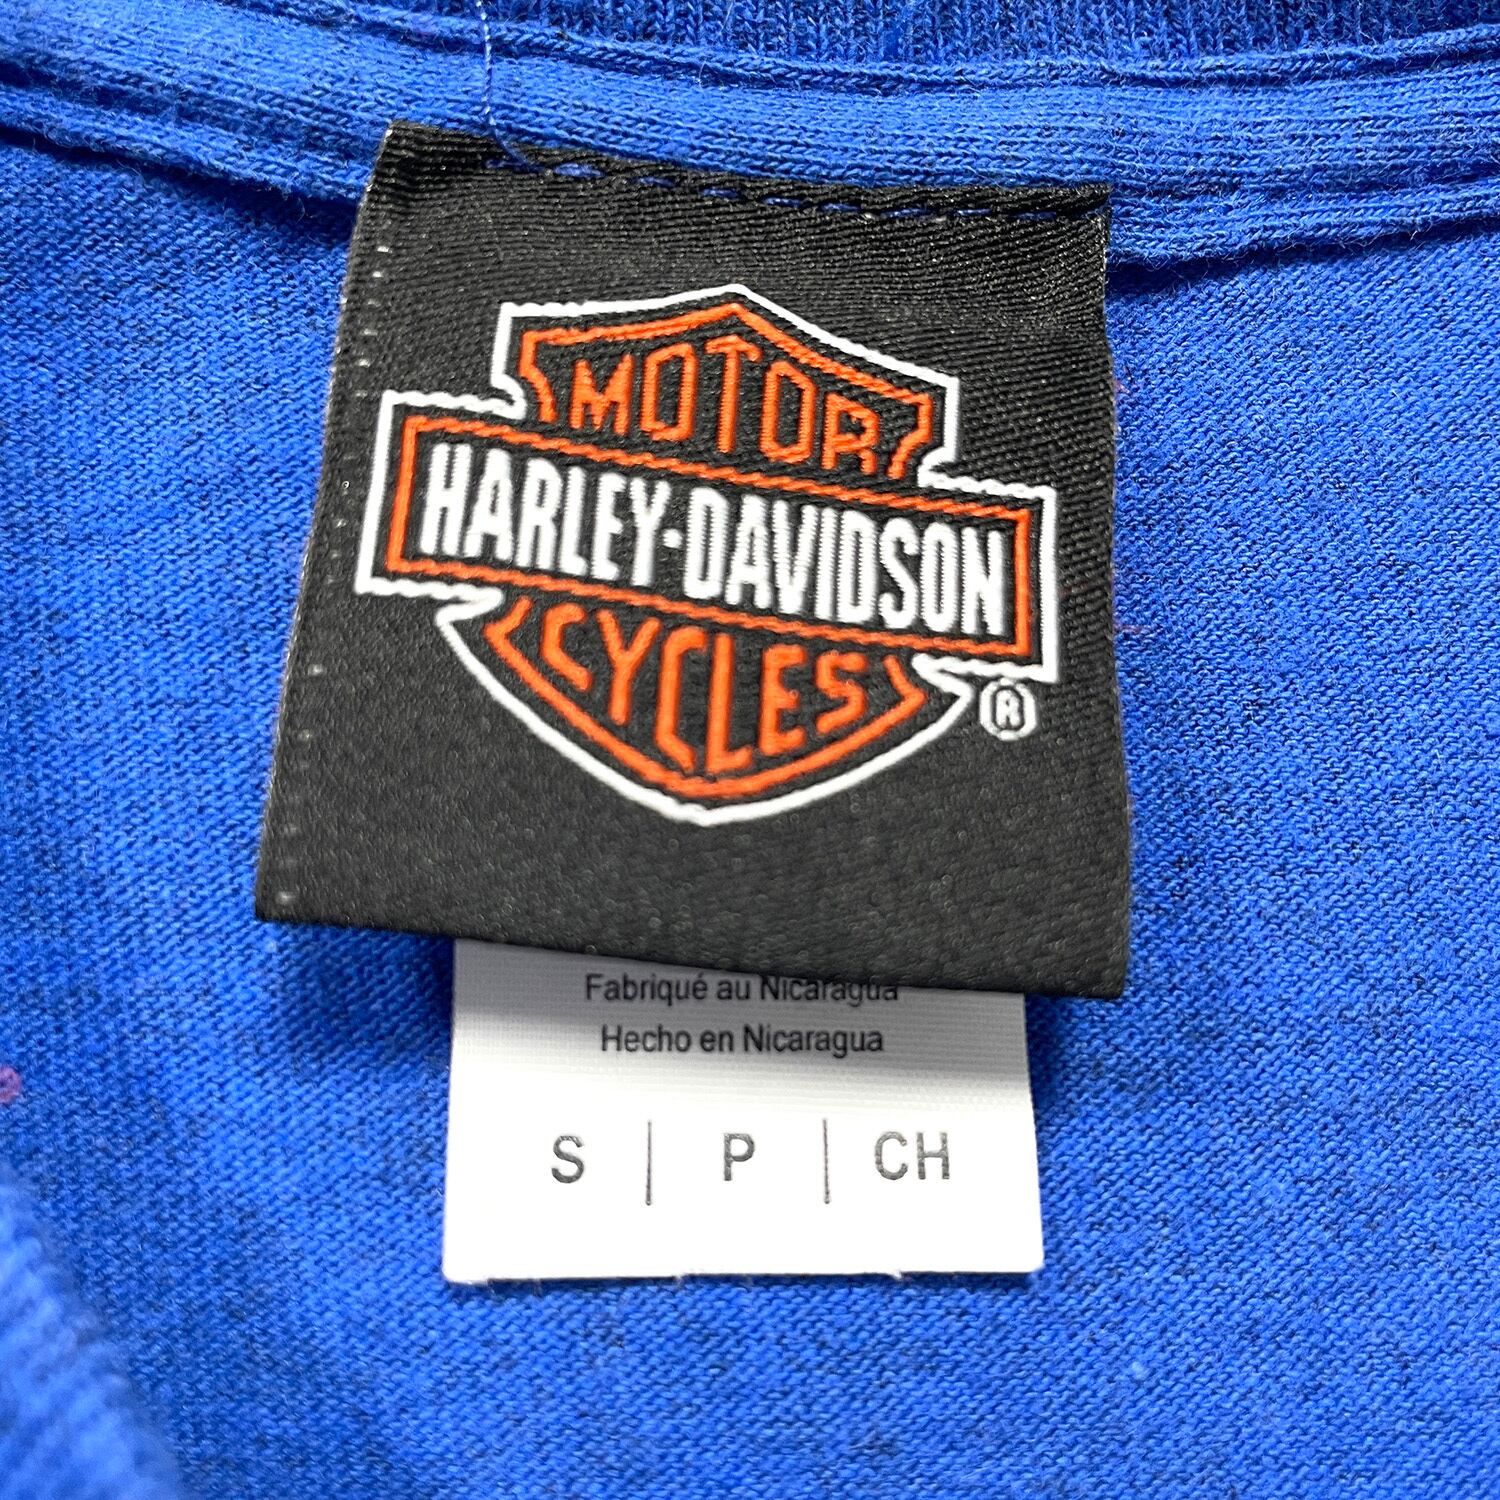 MOTOR
HARLEY-DAVIDSON
CYCLES
®
Fabriqué au Nicaragua
Hecho en Nicaragua
S | P | CH